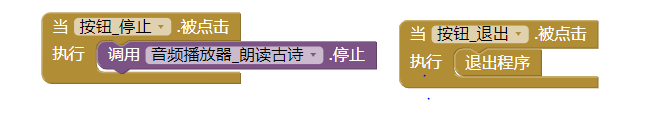 当 按钮_停止 .被点击
执行 调用 音频播放器_朗读古诗 .停止
当 按钮_退出 .被点击
执行 退出程序